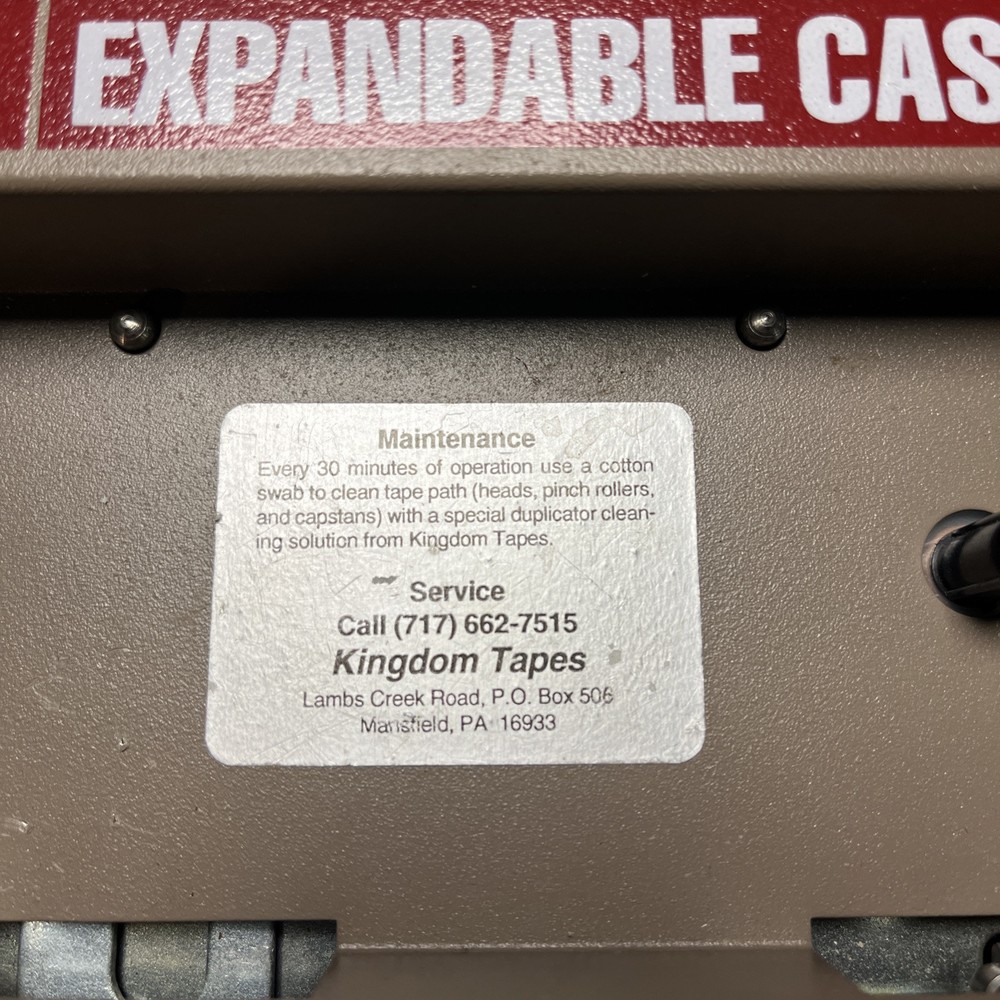 EXPANDABLE CAS
Maintenance
Every 30 minutes of operation use a cotton
swab to clean tape path (heads, pinch rollers,
and capstans) with a special duplicator clean-
ing solution from Kingdom Tapes.
Service
Call (717) 662-7515
Kingdom Tapes
Lambs Creek Road, P.O. Box 506
Mansfield, PA 16933